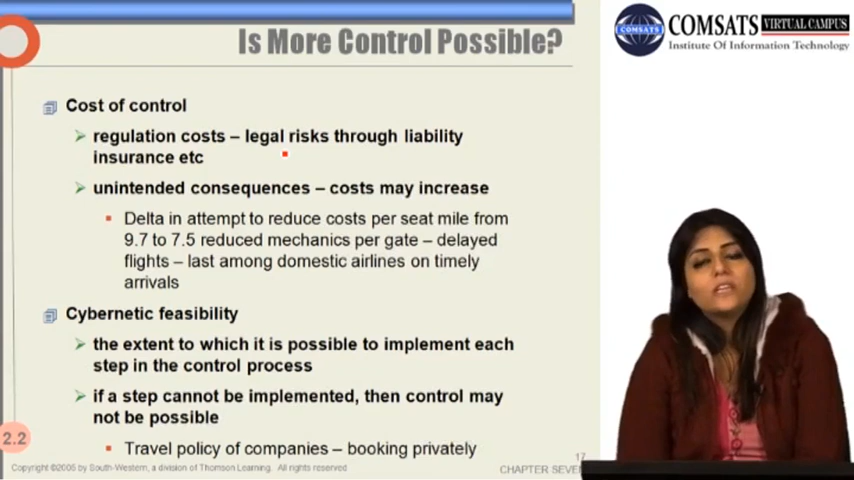 Is More Control Possible?
COMSATS
COMSATS VIRTUAL CAMPUS
Institute Of Information Technology
Cost of control
regulation costs – legal risks through liability
insurance etc
unintended consequences – costs may increase
Delta in attempt to reduce costs per seat mile from
9.7 to 7.5 reduced mechanics per gate – delayed
flights – last among domestic airlines on timely
arrivals
Cybernetic feasibility
the extent to which it is possible to implement each
step in the control process
if a step cannot be implemented, then control may
not be possible
2.2
Travel policy of companies – booking privately
17
Copyright ©2005 by South-Western, a division of Thomson Learning. All rights reserved
CHAPTER SEVEN